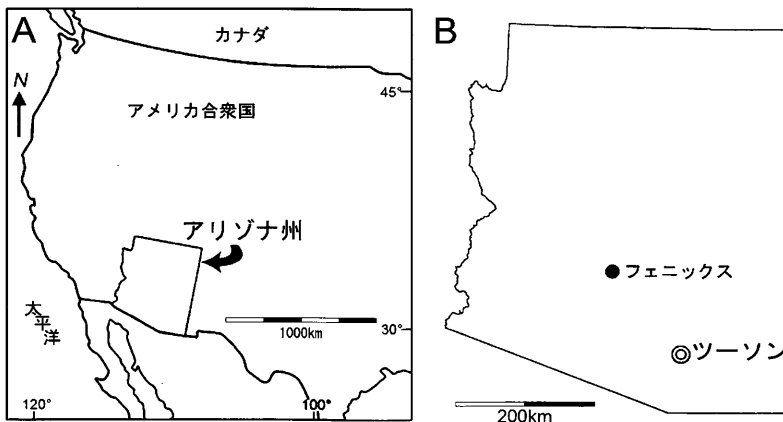 A
カナダ
N
45°
アメリカ合衆国
アリゾナ州
1000km
太平洋
30°
120°
100°
B
フェニックス
ツーソン
200km